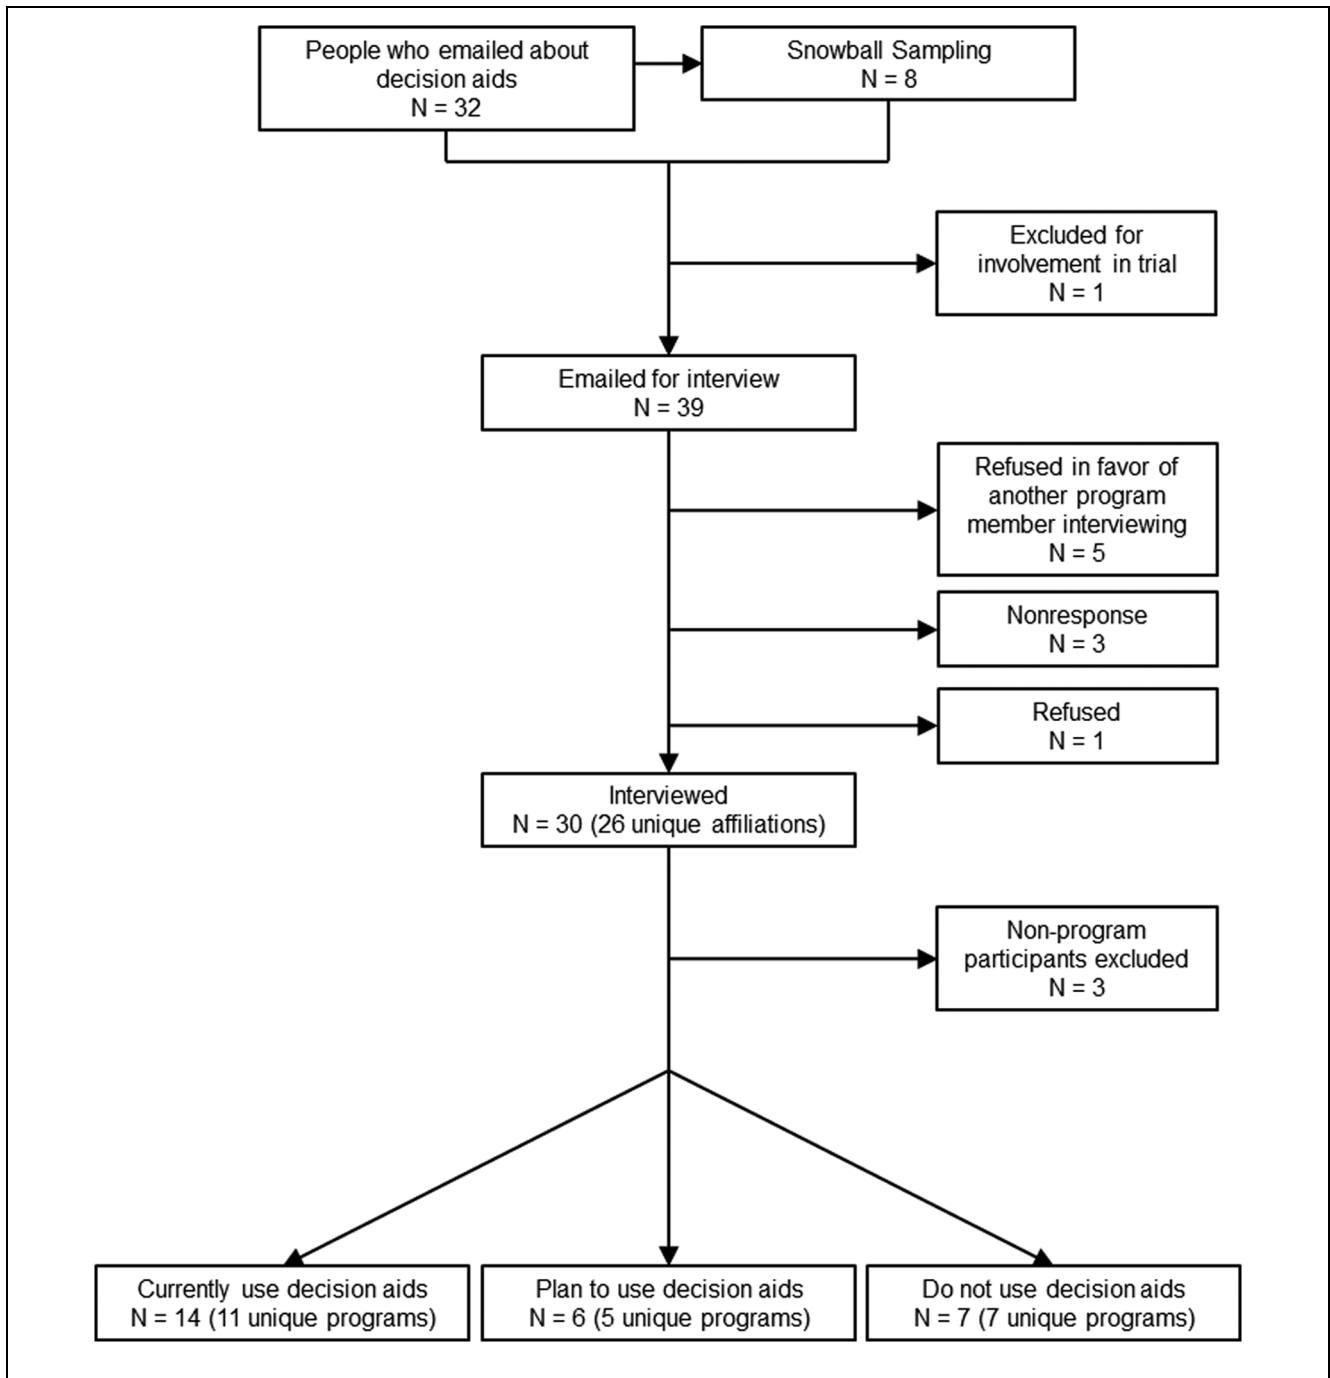 People who emailed about
decision aids
N = 32
Snowball Sampling
N = 8
Excluded for
involvement in trial
N = 1
Emailed for interview
N = 39
Refused in favor of
another program
member interviewing
N = 5
Nonresponse
N = 3
Refused
N = 1
Interviewed
N = 30 (26 unique affiliations)
Non-program
participants excluded
N = 3
Currently use decision aids
N = 14 (11 unique programs)
Plan to use decision aids
N = 6 (5 unique programs)
Do not use decision aids
N = 7 (7 unique programs)